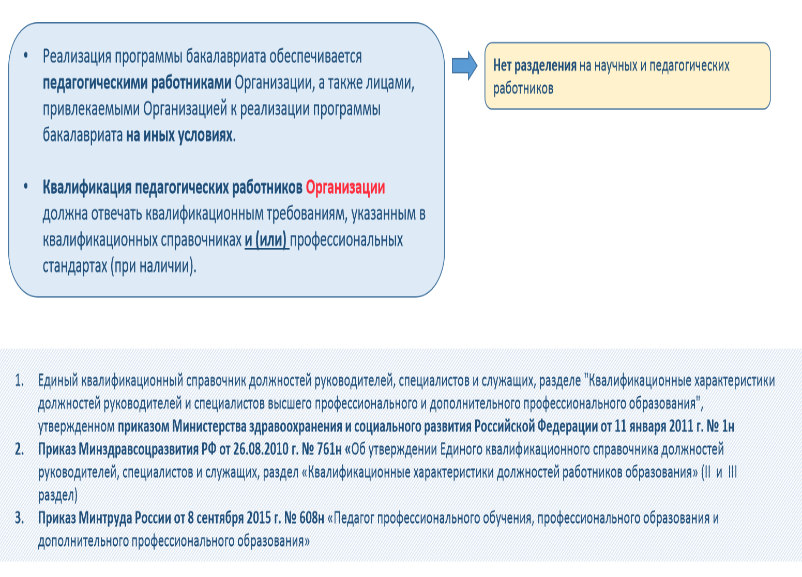 • Реализация программы бакалавриата обеспечивается
педагогическими работниками Организации, а также лицами,
привлекаемыми Организацией к реализации программы
бакалавриата на иных условиях.
• Квалификация педагогических работников Организации
должна отвечать квалификационным требованиям, указанным в
квалификационных справочниках и (или) профессиональных
стандартах (при наличии).
Нет разделения на научных и педагогических
работников
1. Единый квалификационный справочник должностей руководителей, специалистов и служащих, разделе "Квалификационные характеристики
должностей руководителей и специалистов высшего профессионального и дополнительного профессионального образования",
утвержденном приказом Министерства здравоохранения и социального развития Российской Федерации от 11 января 2011 г. № 1н
2. Приказ Минздравсоцразвития РФ от 26.08.2010 г. № 761н «Об утверждении Единого квалификационного справочника должностей
руководителей, специалистов и служащих, раздел «Квалификационные характеристики должностей работников образования» (II и III
раздел)
3. Приказ Минтруда России от 8 сентября 2015 г. № 608н «Педагог профессионального обучения, профессионального образования и
дополнительного профессионального образования»